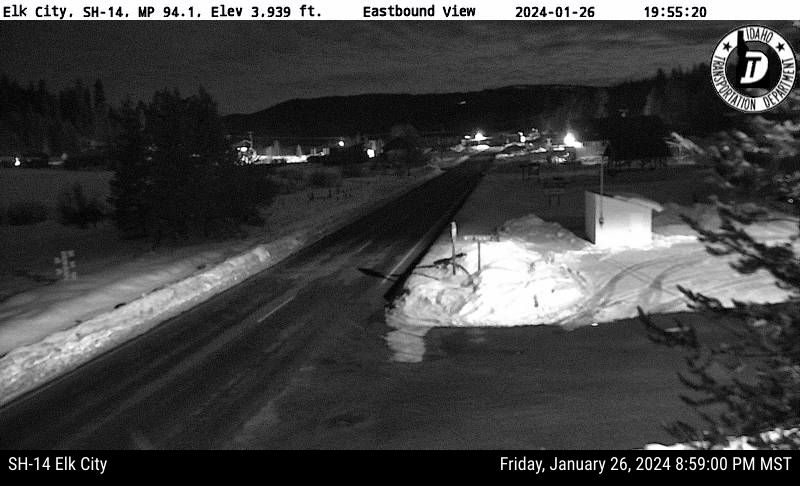 Elk City, SH-14, MP 94.1, Elev 3,939 ft. Eastbound View 2024-01-26 19:55:20
IDAHO
TRANSPORTATION DEPARTMENT
SH-14 Elk City Friday, January 26, 2024 8:59:00 PM MST